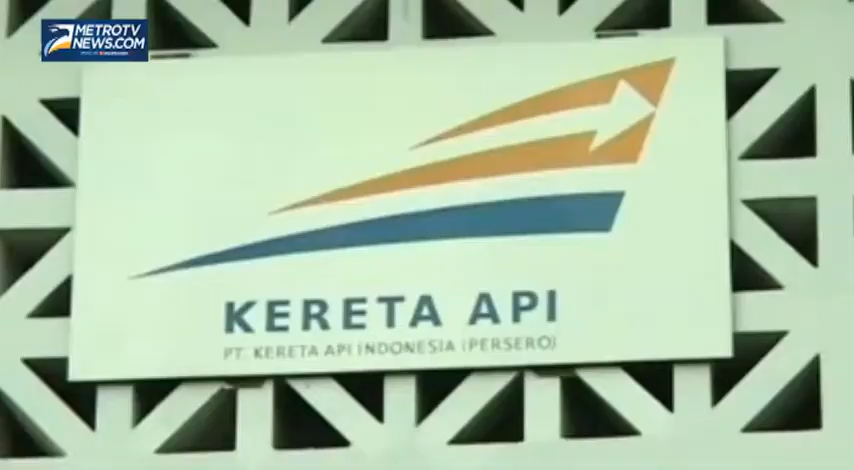 METROTV
NEWS.COM
KERETA API
PT. KERETA API INDONESIA (PERSERO)